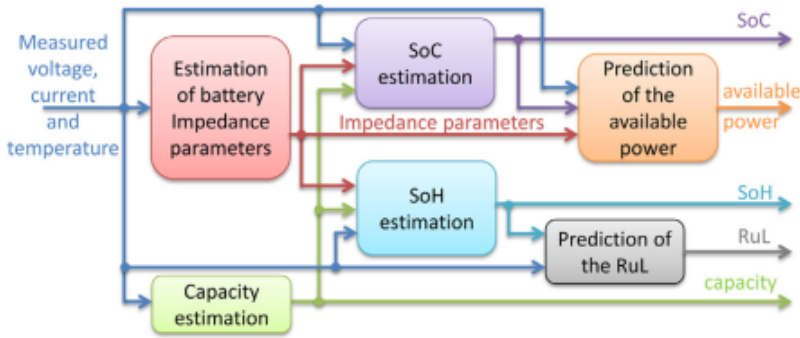 Measured
voltage,
current
and
temperature
Estimation
of battery
Impedance
parameters
SoC
estimation
SoC
Prediction
of the
available
power
available
power
Impedance parameters
SoH
estimation
SoH
Prediction of
the RuL
RuL
Capacity
estimation
capacity